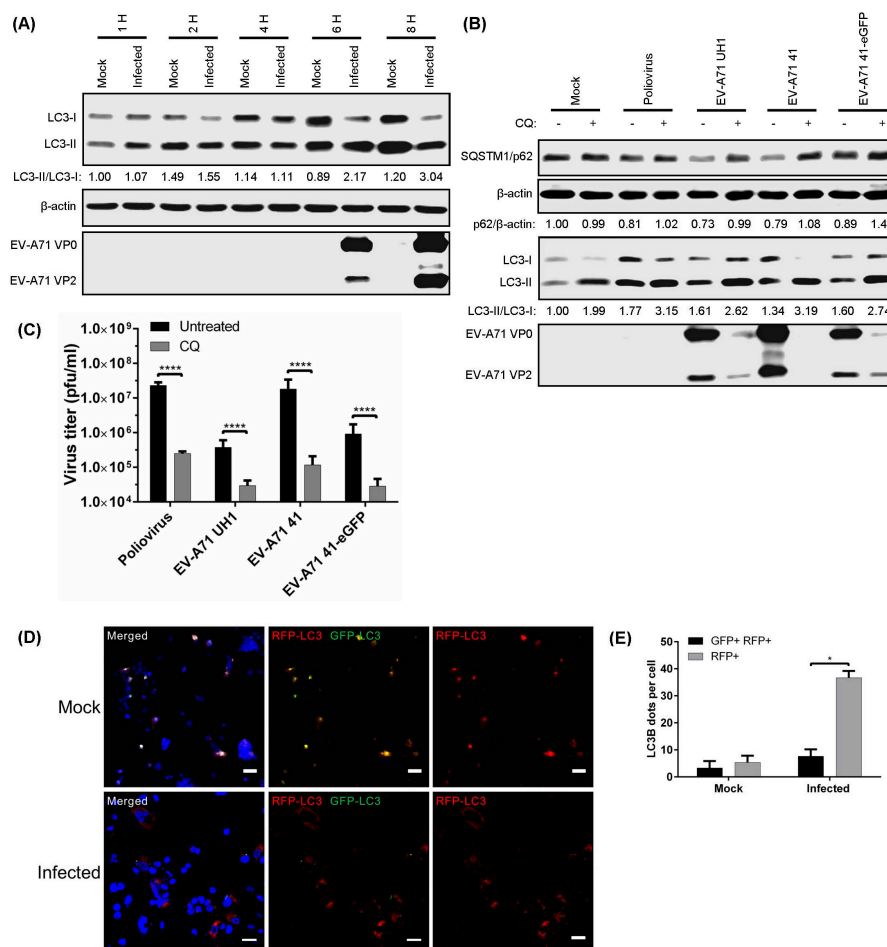 (A)
1 H 2 H 4 H 6 H 8 H
Mock Infected Mock Infected Mock Infected Mock Infected Mock Infected
LC3-I
LC3-II
LC3-II/LC3-I: 1.00 1.07 1.49 1.55 1.14 1.11 0.89 2.17 1.20 3.04
β-actin
EV-A71 VP0
EV-A71 VP2
(B)
Mock Poliovirus EV-A71 UH1 EV-A71 41 EV-A71 41-eGFP
CQ: - + - + - + - + - +
SQSTM1/p62
β-actin
p62/β-actin: 1.00 0.99 0.81 1.02 0.73 0.99 0.79 1.08 0.89 1.4
LC3-I
LC3-II
LC3-II/LC3-I: 1.00 1.99 1.77 3.15 1.61 2.62 1.34 3.19 1.60 2.74
EV-A71 VP0
EV-A71 VP2
(C)
Virus titer (pfu/ml)
1.0×10⁹
1.0×10⁸
1.0×10⁷
1.0×10⁶
1.0×10⁵
1.0×10⁴
Untreated
CQ
**** **** **** ****
Poliovirus EV-A71 UH1 EV-A71 41 EV-A71 41-eGFP
(D)
Mock
Merged RFP-LC3 GFP-LC3 RFP-LC3
Infected
Merged RFP-LC3 GFP-LC3 RFP-LC3
(E)
LC3B dots per cell
50
40
30
20
10
0
GFP+ RFP+
RFP+
*
Mock Infected